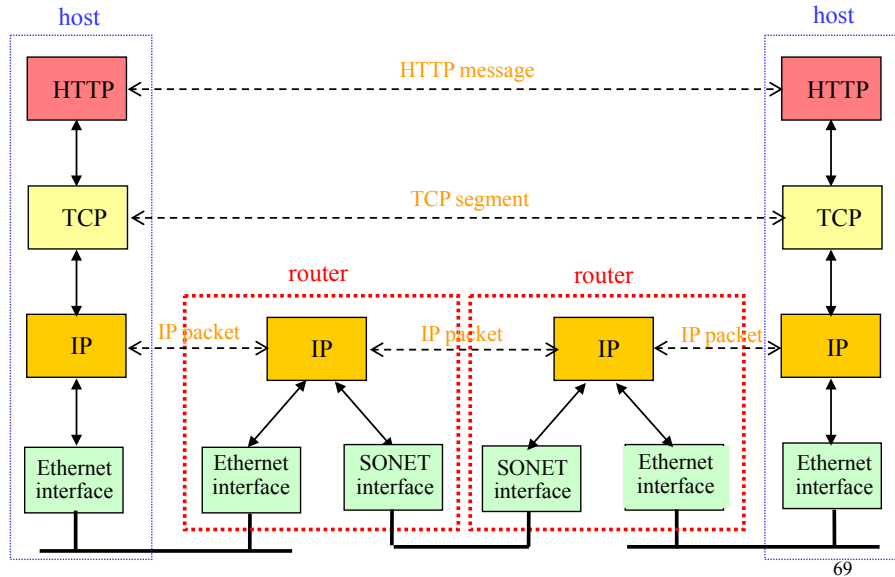 host
host
HTTP
HTTP message
HTTP
TCP
TCP segment
TCP
router
router
IP
IP packet
IP
IP packet
IP
IP packet
IP
Ethernet
interface
Ethernet
interface
SONET
interface
SONET
interface
Ethernet
interface
Ethernet
interface
69